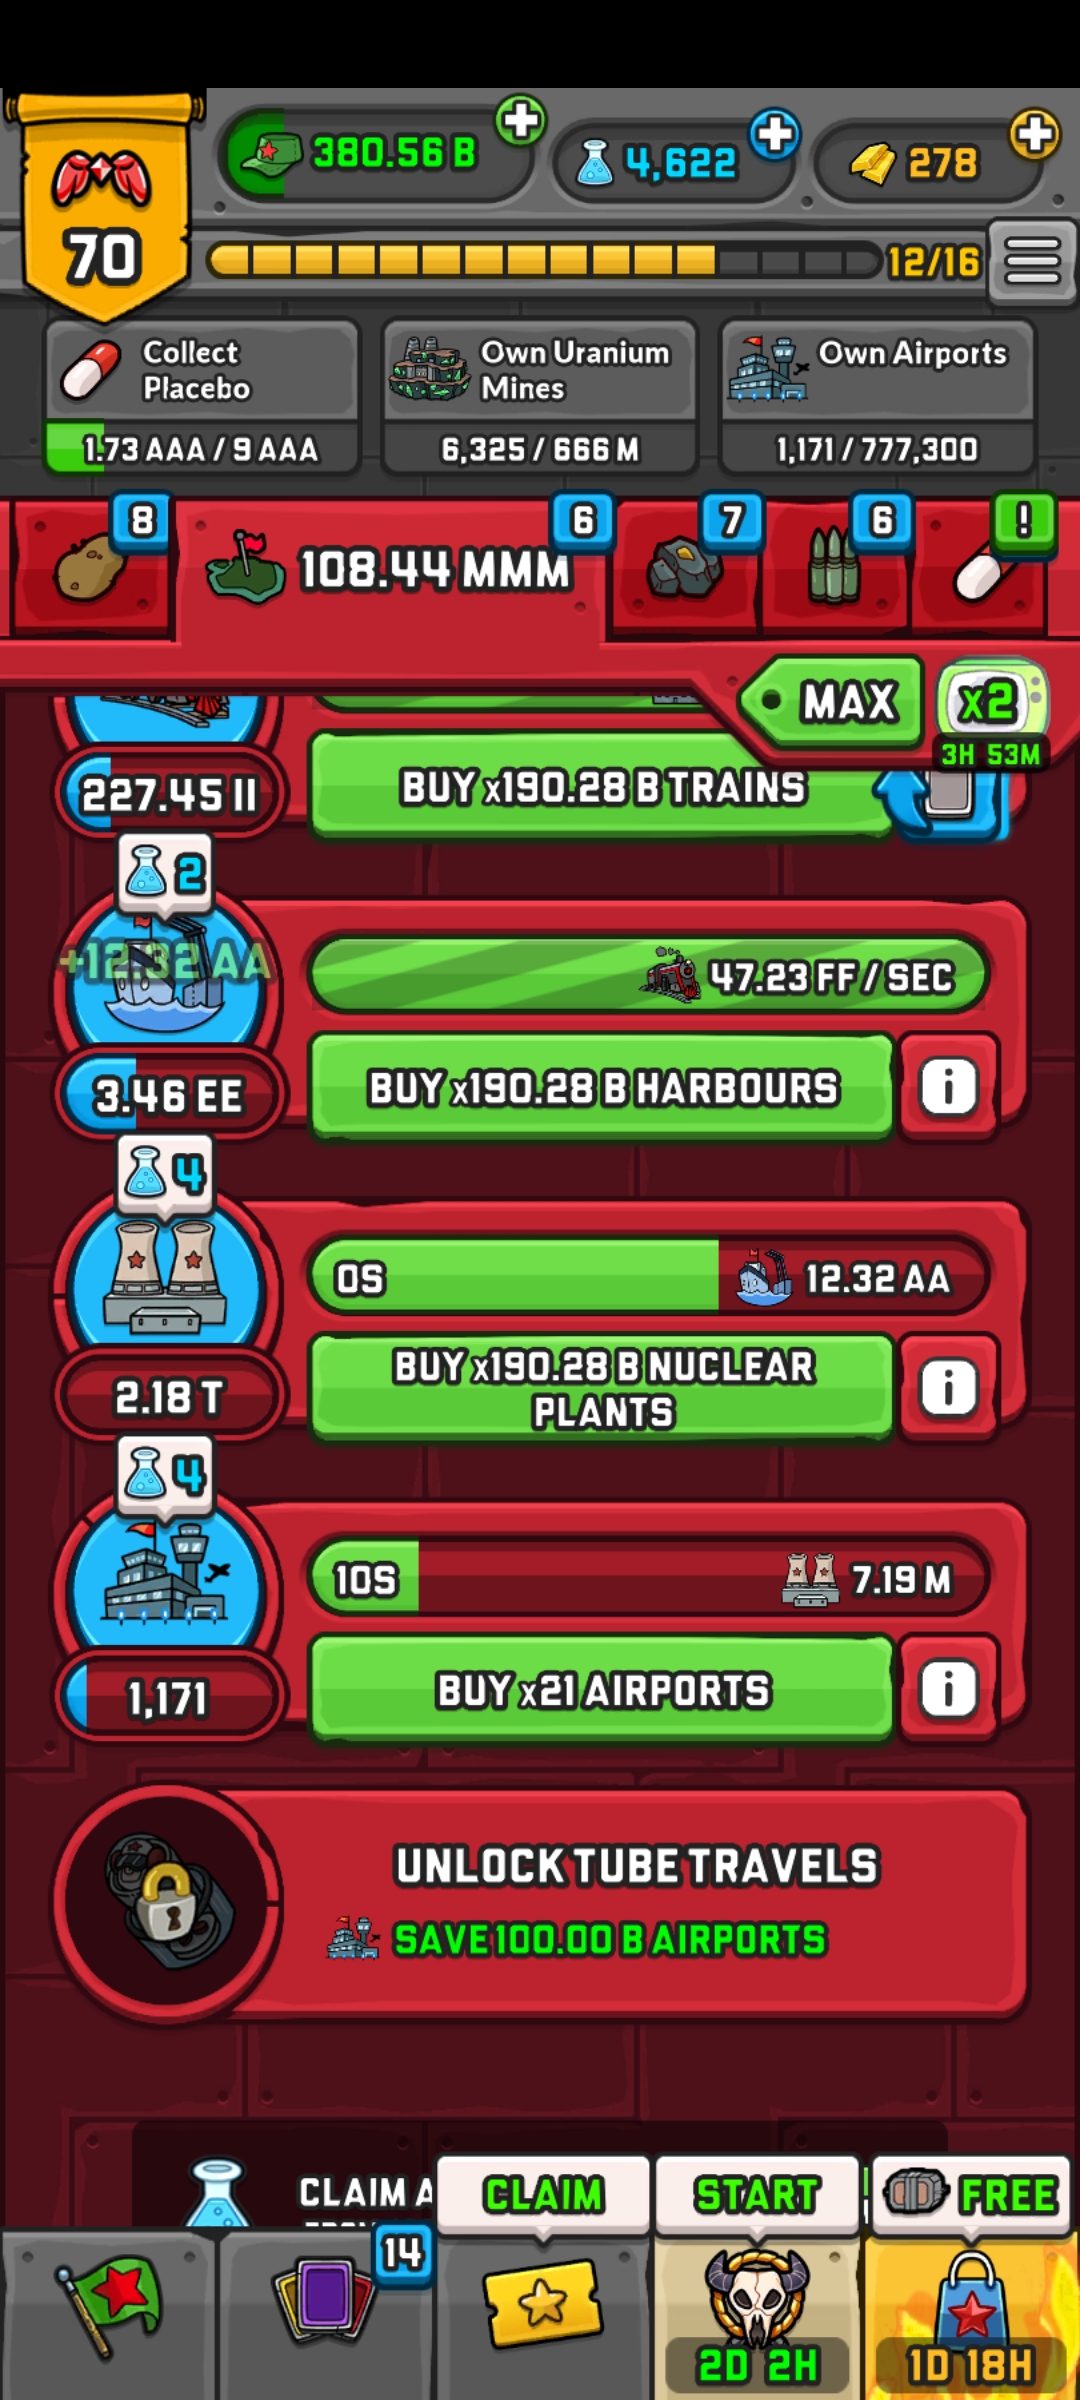 380.56 B
4,622
278
70
12/16
Collect
Placebo
1.73 AAA / 9 AAA
Own Uranium
Mines
6,325 / 666 M
Own Airports
1,171 / 777,300
8
108.44 MMM
6
7
6
!
MAX
x2
3H 53M
227.45 II
BUY x190.28 B TRAINS
2
+12.32 AA
47.23 FF / SEC
3.46 EE
BUY x190.28 B HARBOURS
i
4
0S
12.32 AA
2.18 T
BUY x190.28 B NUCLEAR
PLANTS
i
4
10S
7.19 M
1,171
BUY x21 AIRPORTS
i
UNLOCK TUBE TRAVELS
SAVE 100.00 B AIRPORTS
CLAIM A
CLAIM
START
FREE
14
2D 2H
1D 18H